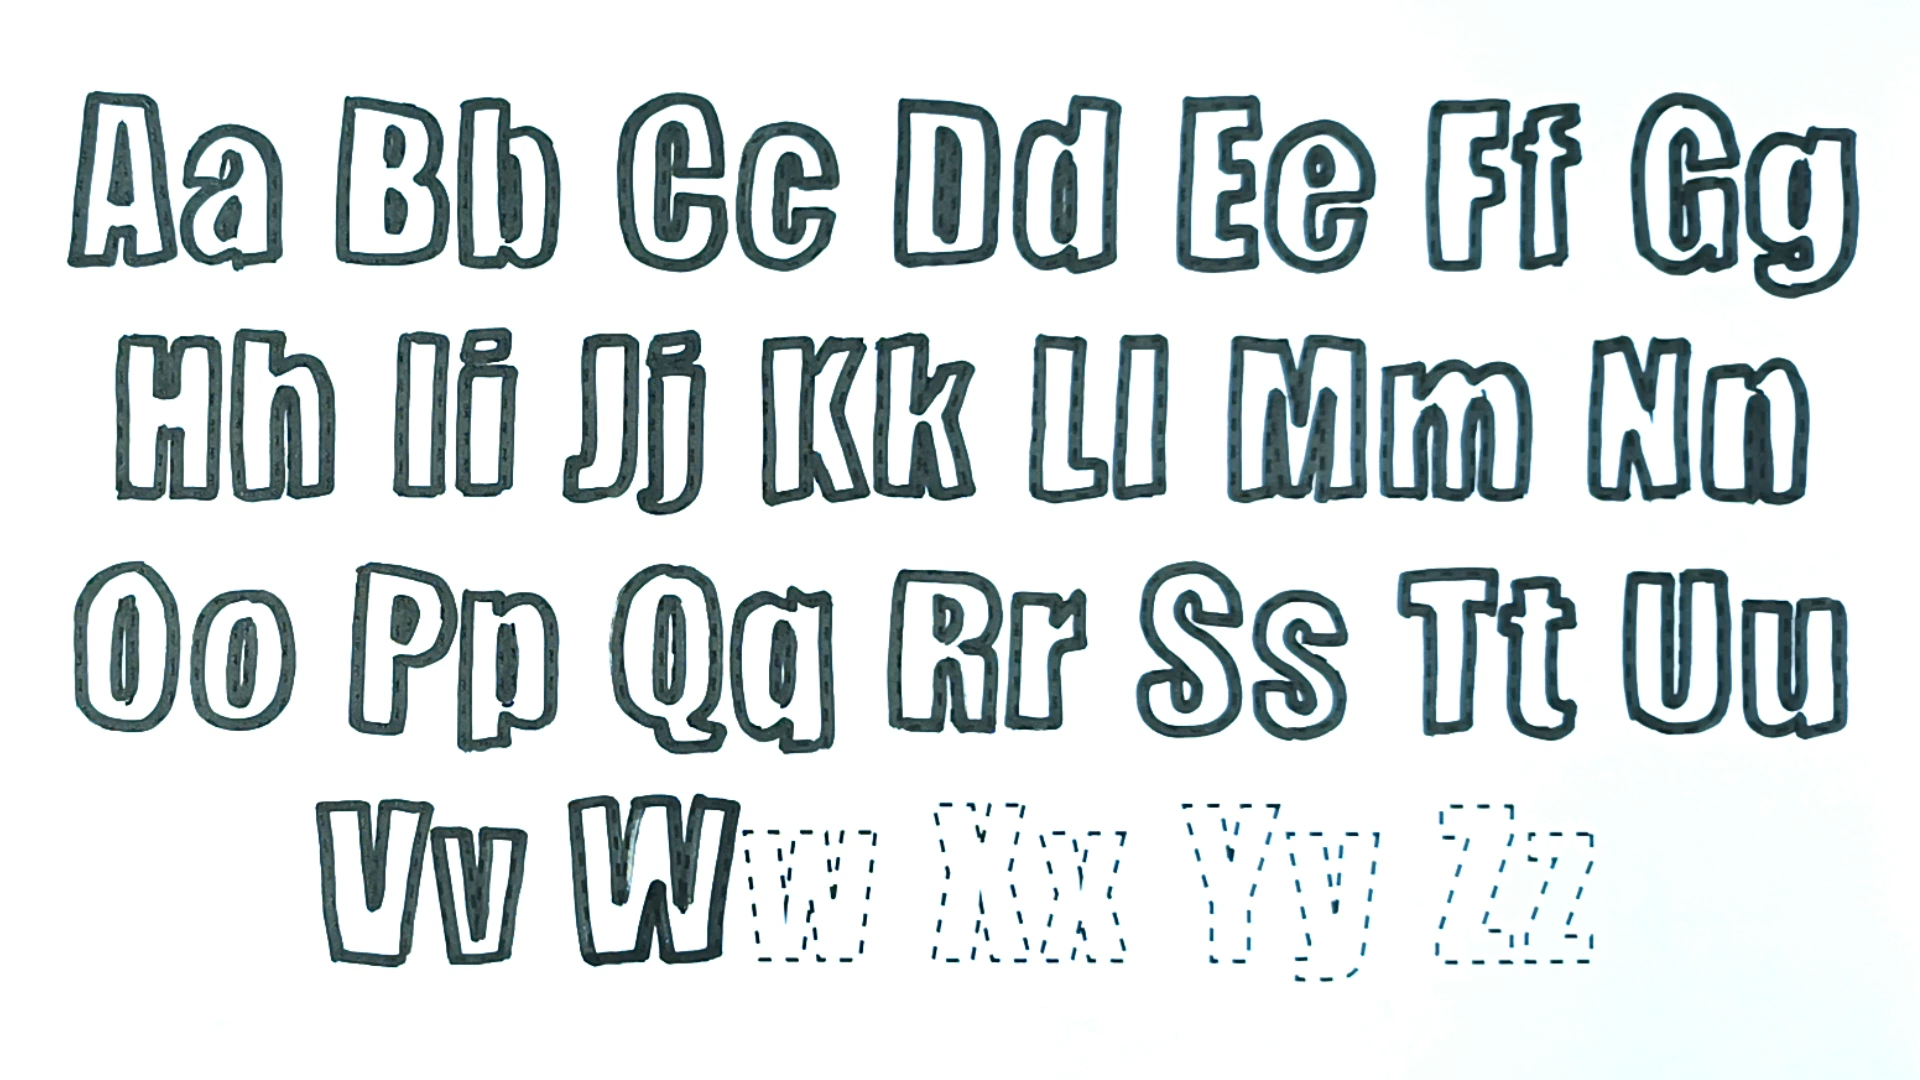 Aa Bb Cc Dd Ee Ff Gg
Hh Ii Jj Kk Ll Mm Nn
Oo Pp Qq Rr Ss Tt Uu
Vv Ww Xx Yy Zz